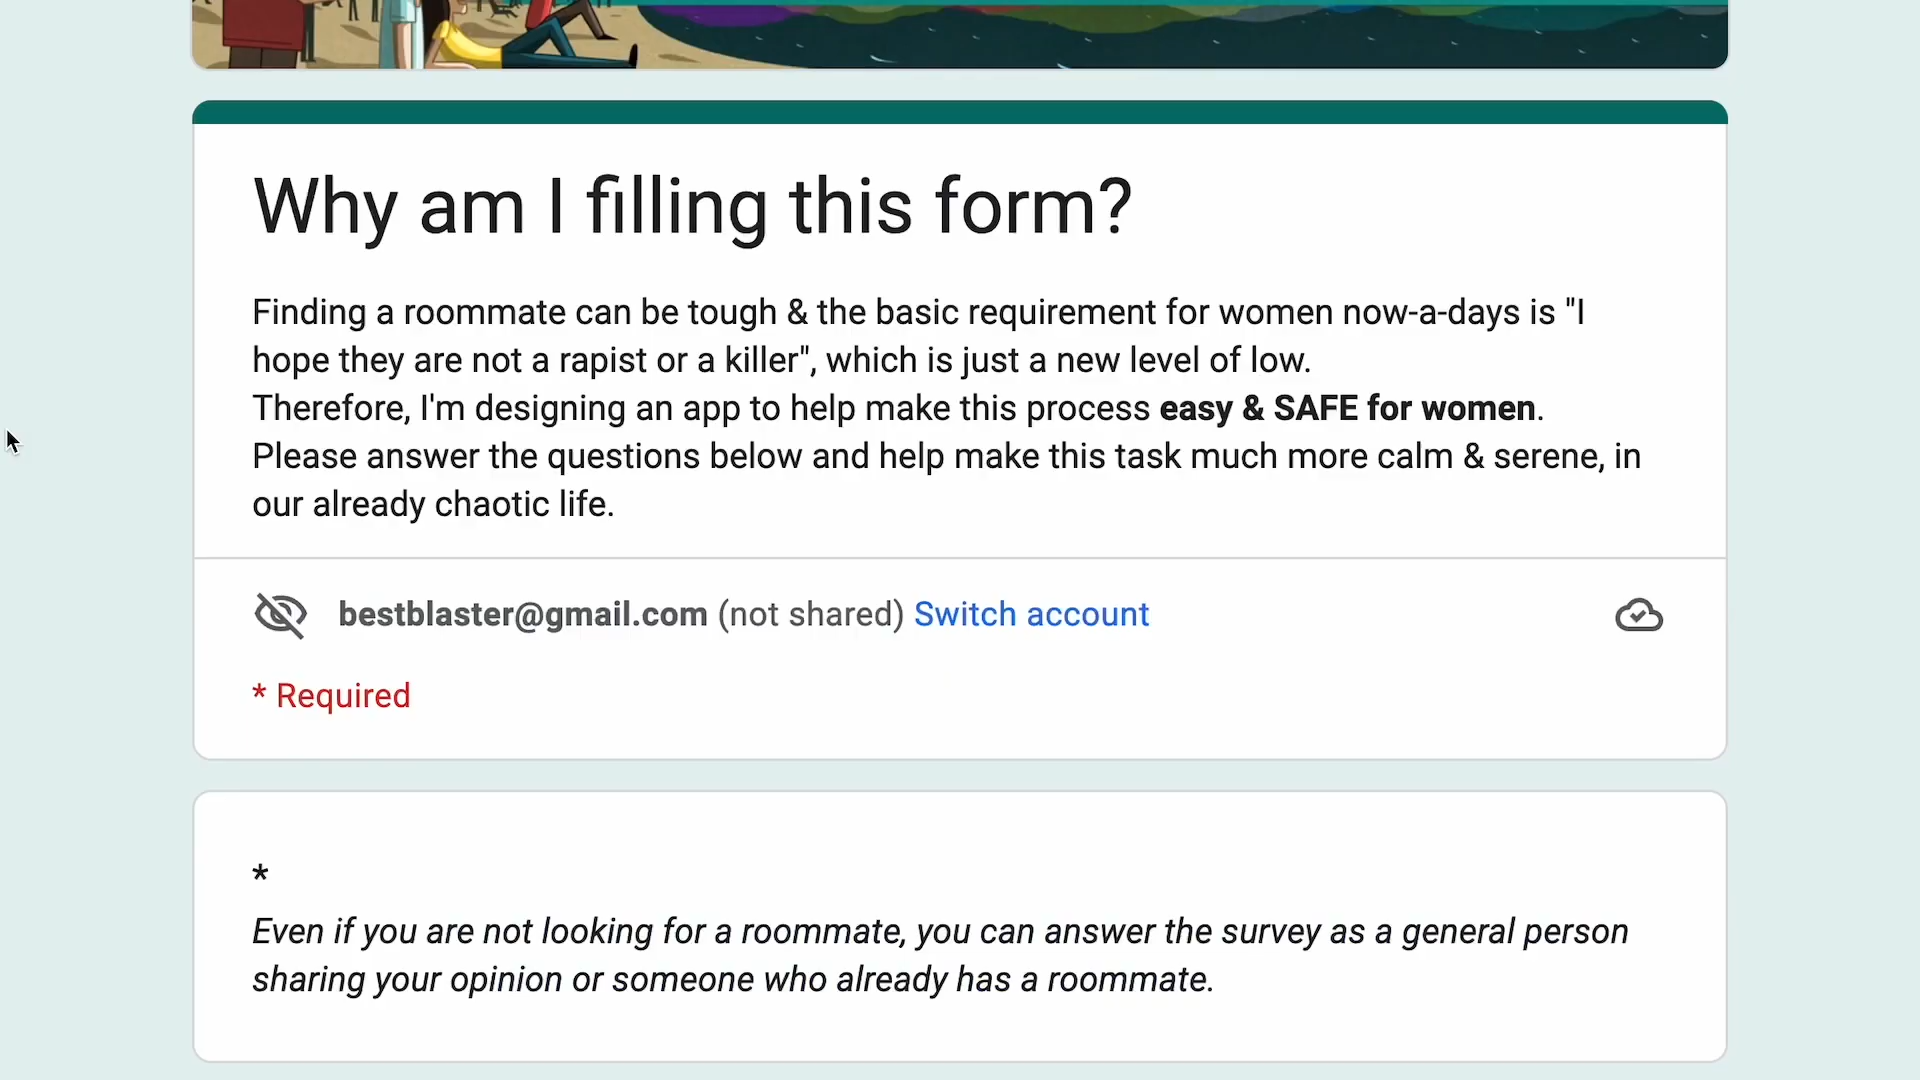 Why am I filling this form?
Finding a roommate can be tough & the basic requirement for women now-a-days is "I
hope they are not a rapist or a killer", which is just a new level of low.
Therefore, I'm designing an app to help make this process easy & SAFE for women.
Please answer the questions below and help make this task much more calm & serene, in
our already chaotic life.
bestblaster@gmail.com (not shared) Switch account
* Required
*
Even if you are not looking for a roommate, you can answer the survey as a general person
sharing your opinion or someone who already has a roommate.